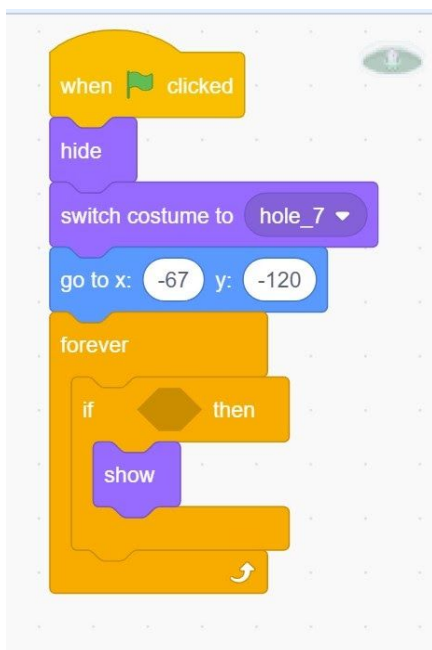 when clicked
hide
switch costume to hole_7
go to x: -67 y: -120
forever
if then
show